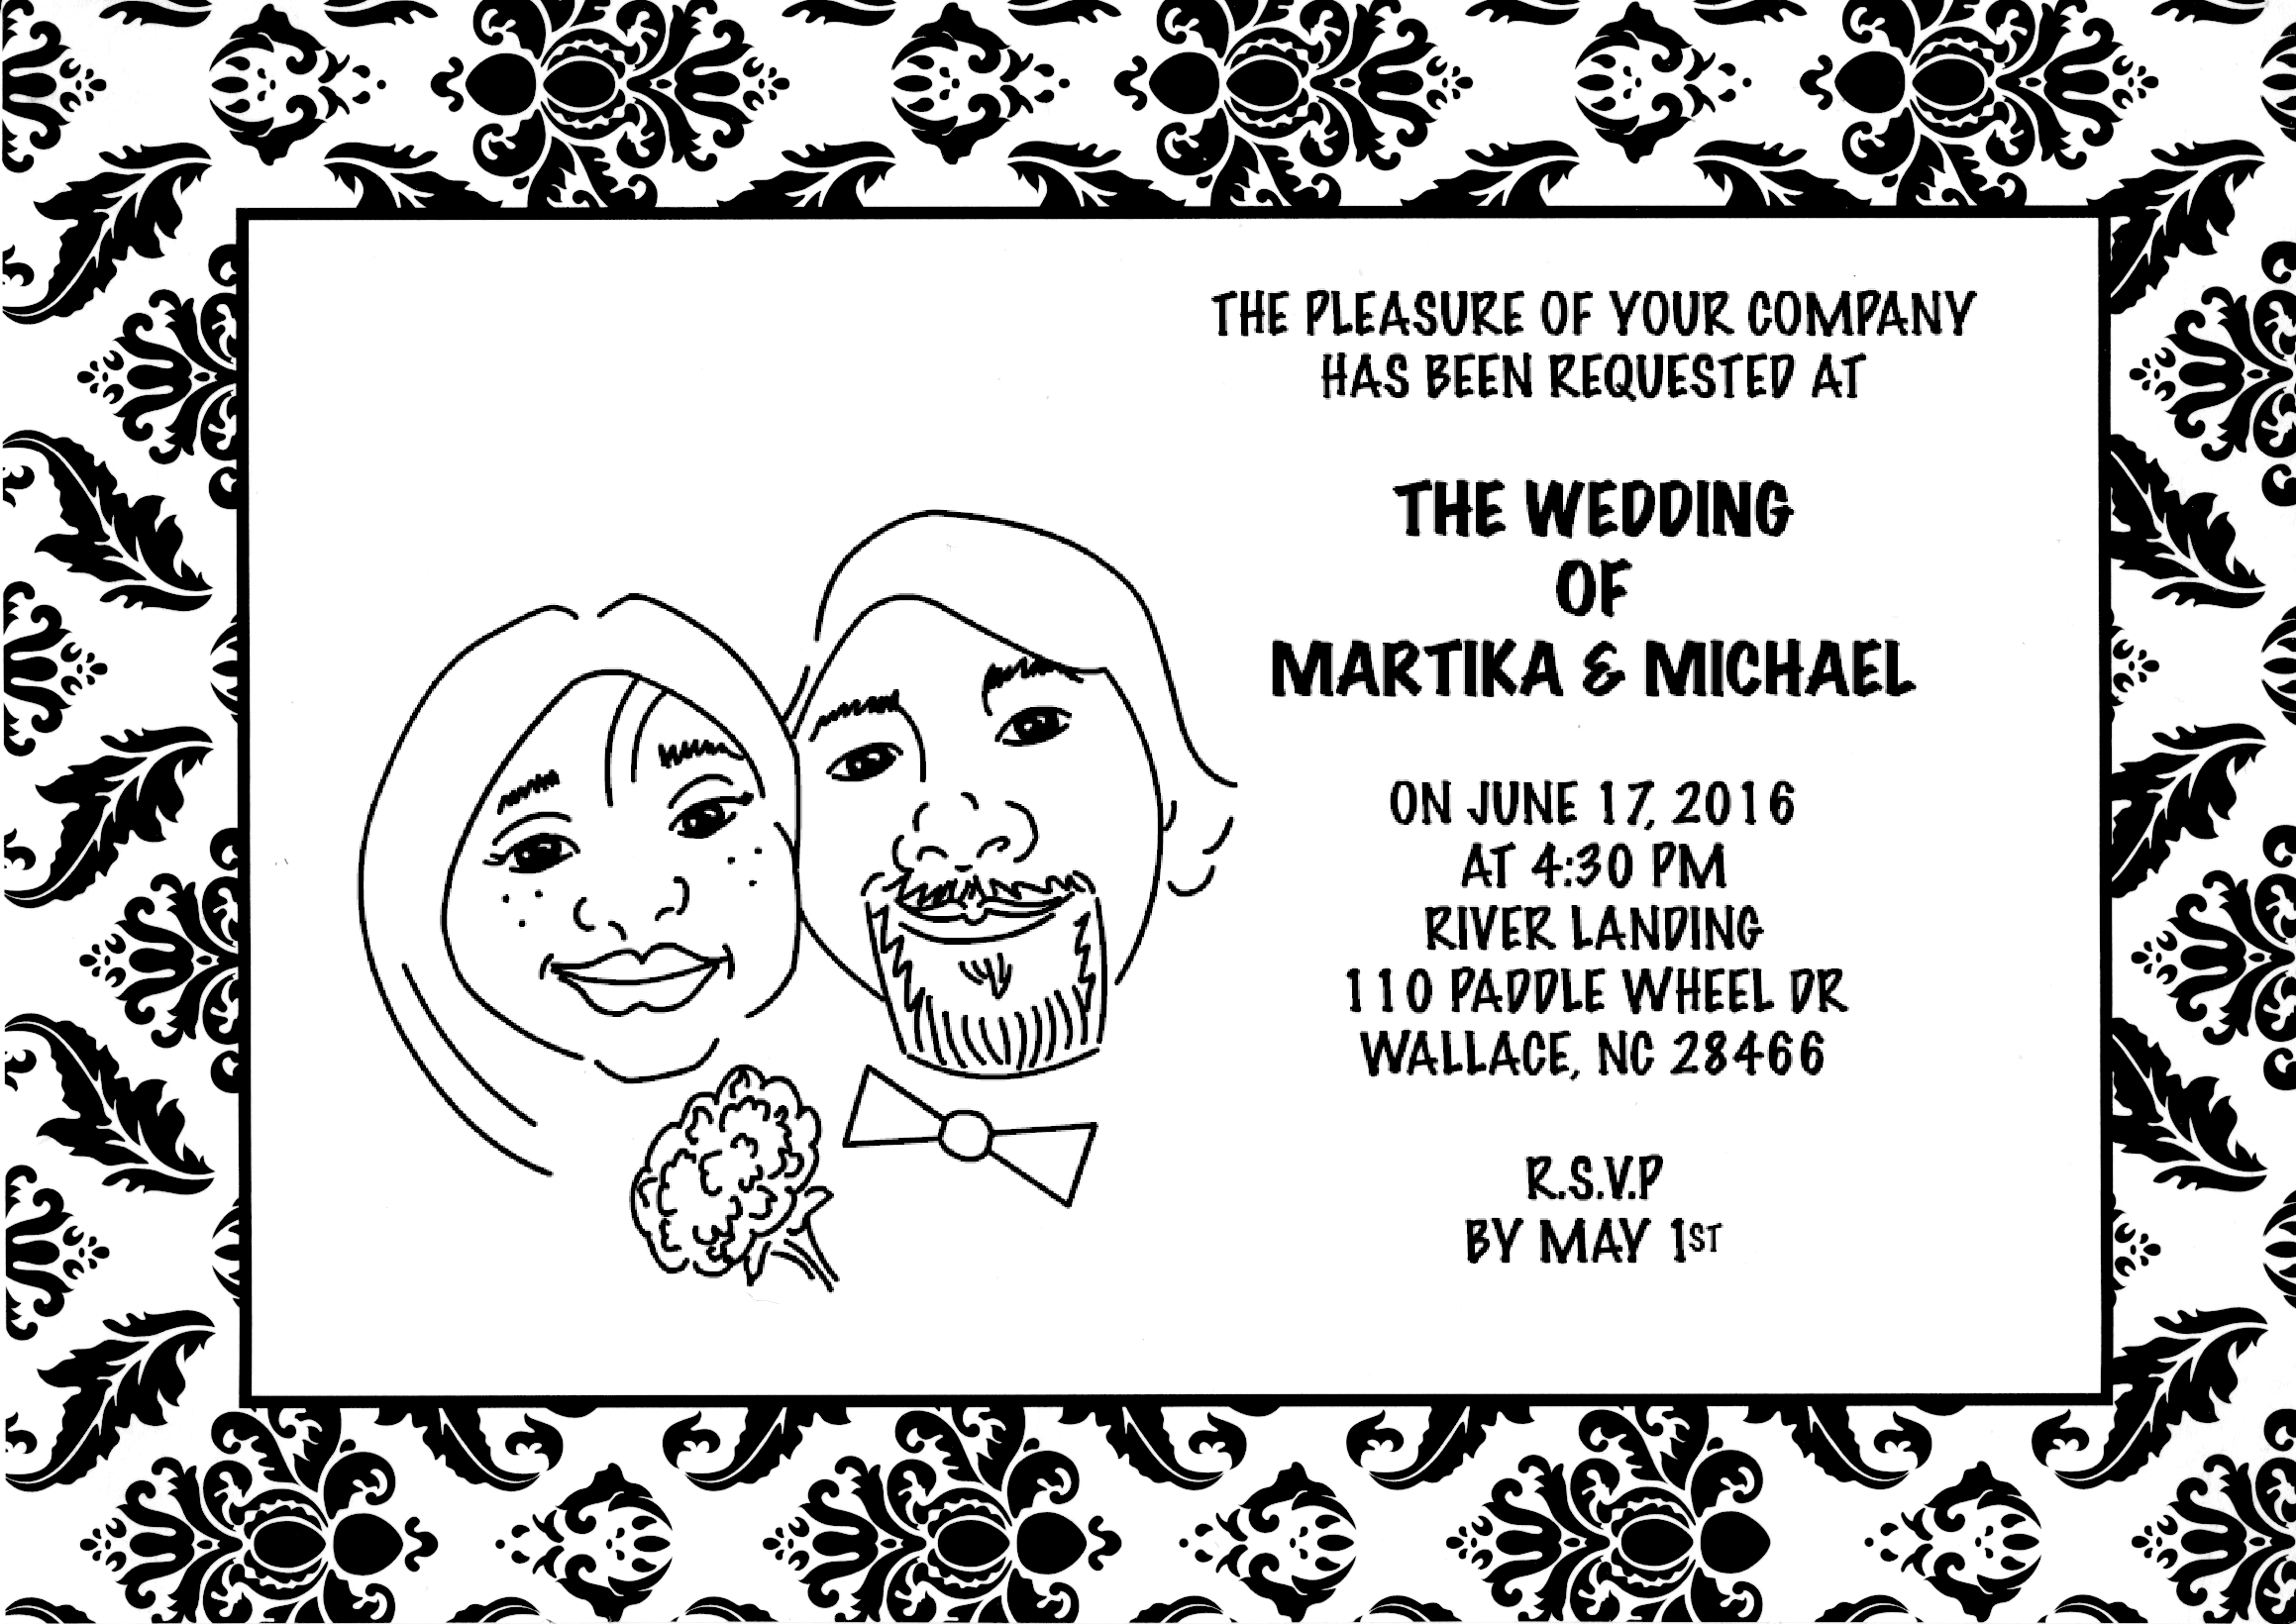 THE PLEASURE OF YOUR COMPANY
HAS BEEN REQUESTED AT
THE WEDDING
OF
MARTIKA & MICHAEL
ON JUNE 17, 2016
AT 4:30 PM
RIVER LANDING
110 PADDLE WHEEL DR
WALLACE, NC 28466
R.S.V.P
BY MAY 1ST